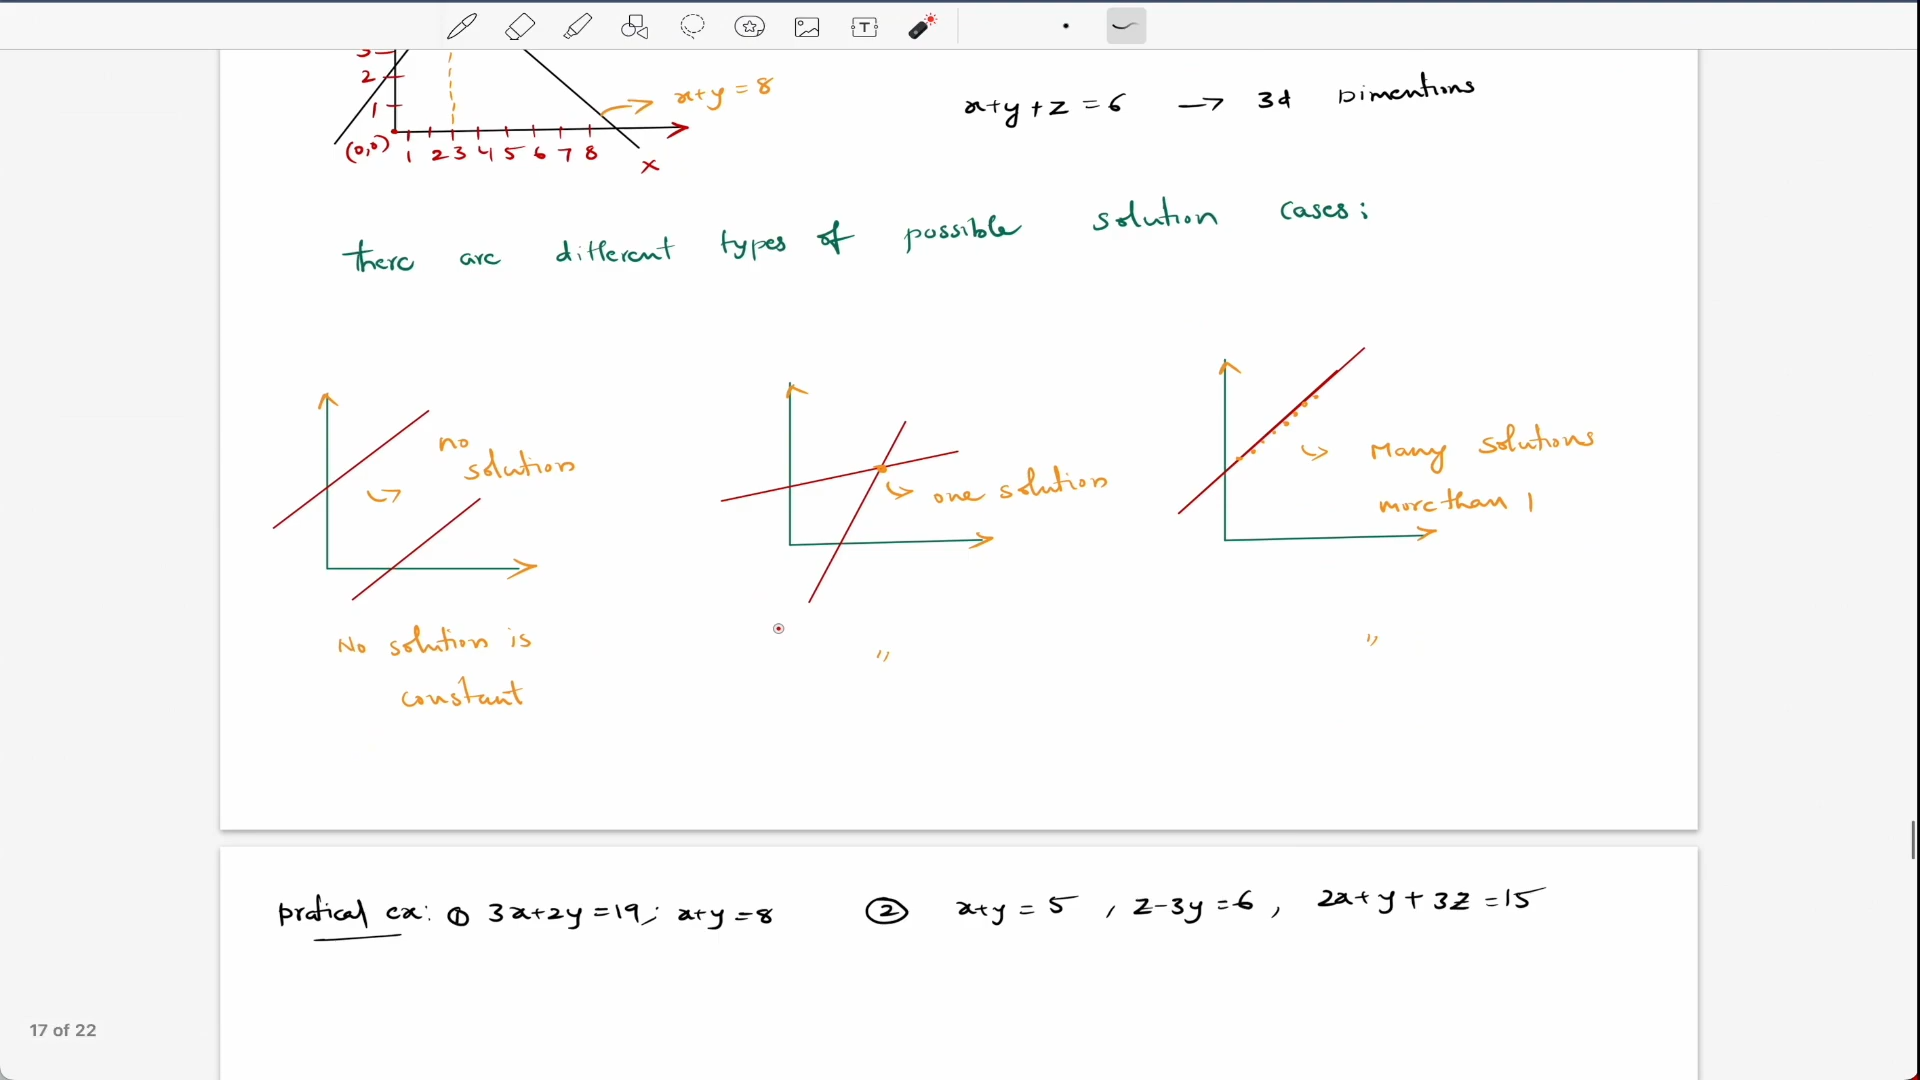 3
2
1
(0,0) 1 2 3 4 5 6 7 8
x
x+y = 8
x+y+z = 6 → 3d Dimentions
There are different types of possible solution cases:
no
solution
one solution
Many solutions
more than 1
No solution is
constant
"
"
pratical ex: ① 3x+2y=19; x+y=8 ② x+y = 5 , z-3y=6, 2x+y+3z=15
17 of 22